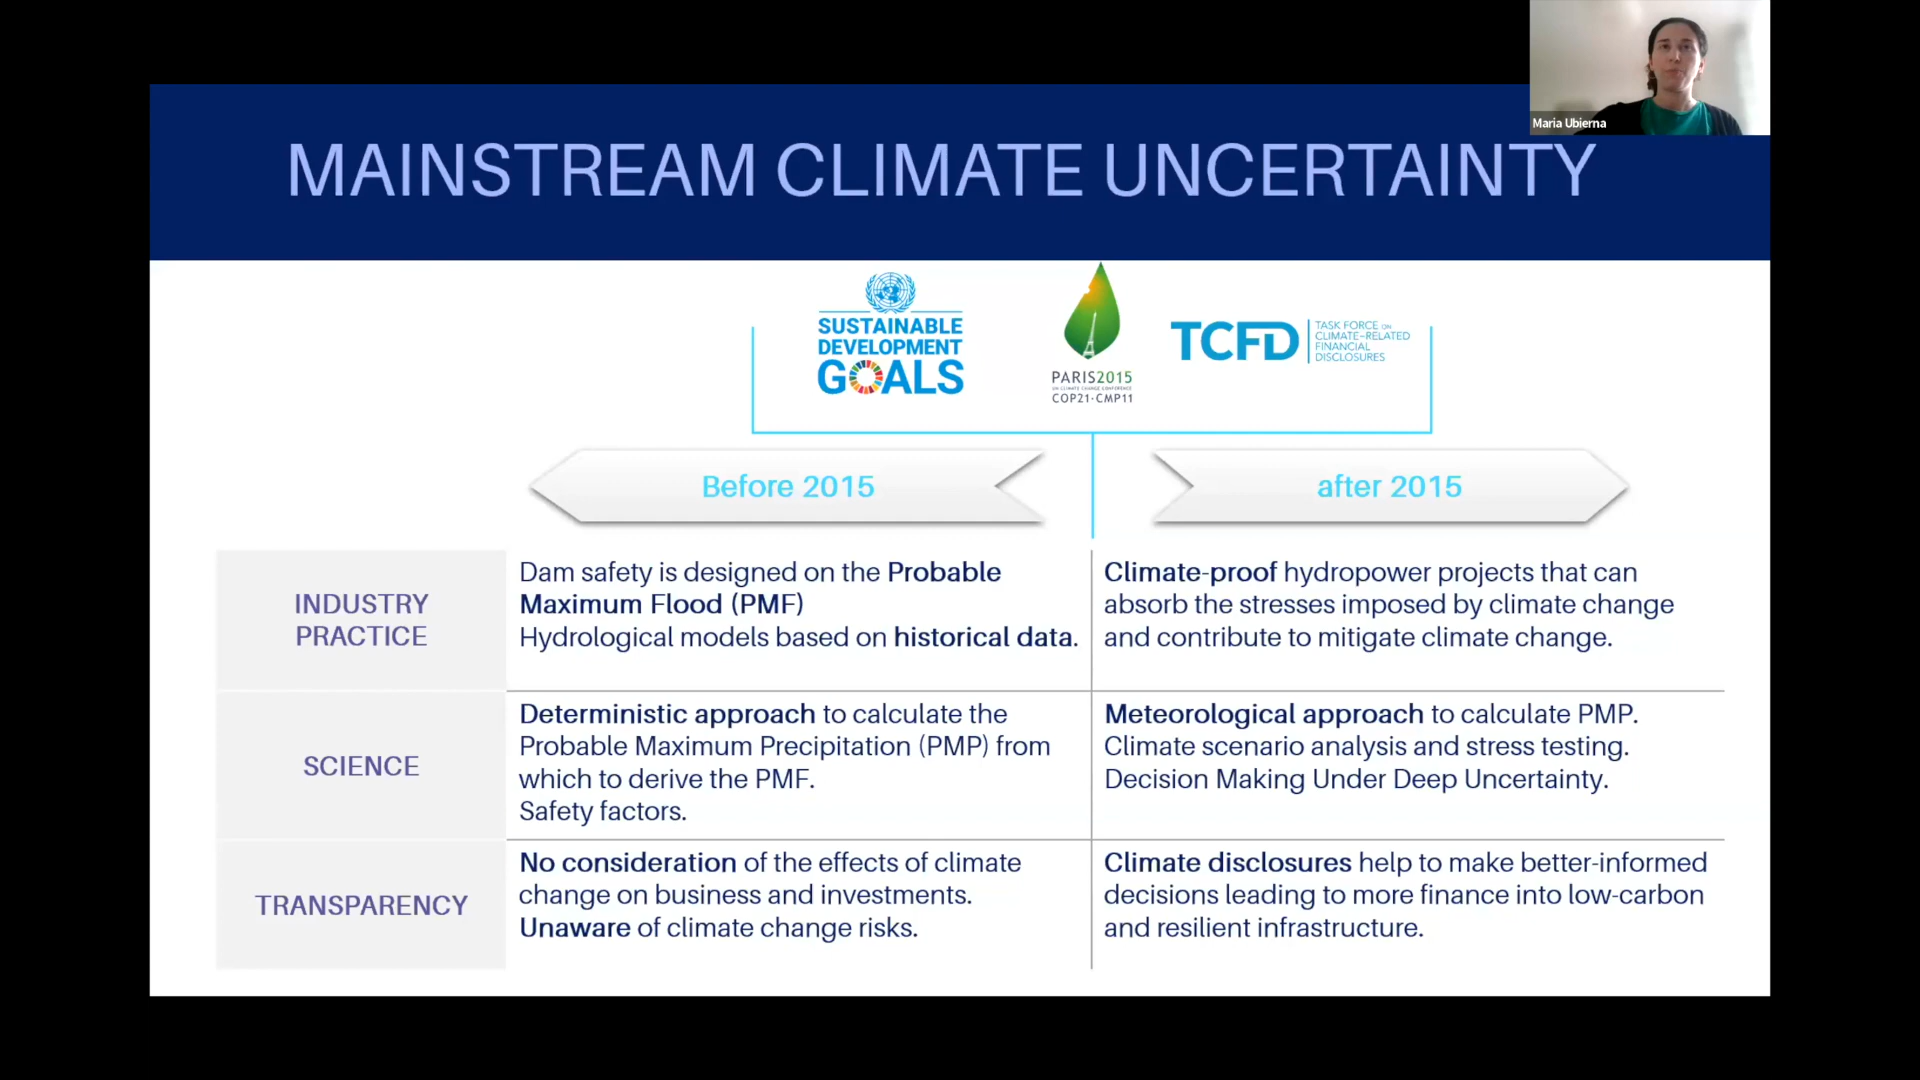 Maria Ubierna
MAINSTREAM CLIMATE UNCERTAINTY
SUSTAINABLE
DEVELOPMENT
GOALS
PARIS2015
UN CLIMATE CHANGE CONFERENCE
COP21·CMP11
TCFD
TASK FORCE ON
CLIMATE-RELATED
FINANCIAL
DISCLOSURES
Before 2015
after 2015
INDUSTRY
PRACTICE
Dam safety is designed on the Probable
Maximum Flood (PMF)
Hydrological models based on historical data.
Climate-proof hydropower projects that can
absorb the stresses imposed by climate change
and contribute to mitigate climate change.
SCIENCE
Deterministic approach to calculate the
Probable Maximum Precipitation (PMP) from
which to derive the PMF.
Safety factors.
Meteorological approach to calculate PMP.
Climate scenario analysis and stress testing.
Decision Making Under Deep Uncertainty.
TRANSPARENCY
No consideration of the effects of climate
change on business and investments.
Unaware of climate change risks.
Climate disclosures help to make better-informed
decisions leading to more finance into low-carbon
and resilient infrastructure.